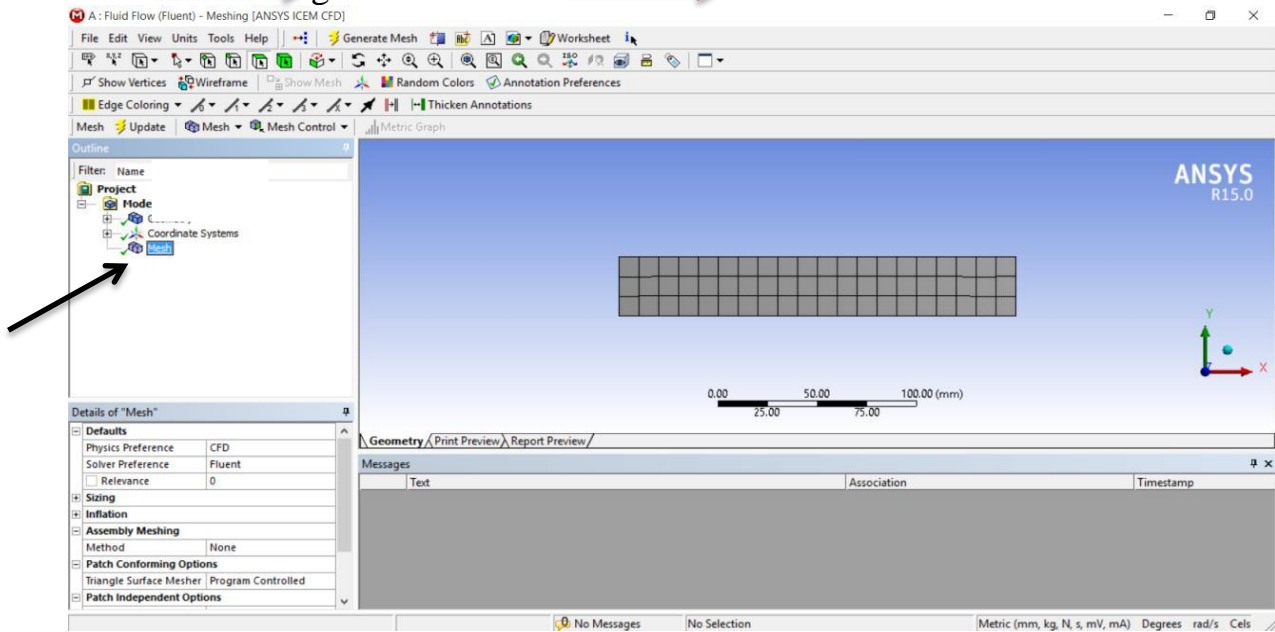 A : Fluid Flow (Fluent) - Meshing [ANSYS ICEM CFD]
File Edit View Units Tools Help Generate Mesh Worksheet
Show Vertices Wireframe Show Mesh Random Colors Annotation Preferences
Edge Coloring Thicken Annotations
Mesh Update Mesh Mesh Control Metric Graph
Outline
Filter: Name
Project
Mode
Coordinate Systems
Mesh
ANSYS
R15.0
Y
X
0.00 50.00 100.00 (mm)
25.00 75.00
Geometry Print Preview Report Preview
Details of "Mesh"
Defaults
Physics Preference CFD
Solver Preference Fluent
Relevance 0
Sizing
Inflation
Assembly Meshing
Method None
Patch Conforming Options
Triangle Surface Mesher Program Controlled
Patch Independent Options
Messages
Text Association Timestamp
No Messages No Selection Metric (mm, kg, N, s, mV, mA) Degrees rad/s Cels